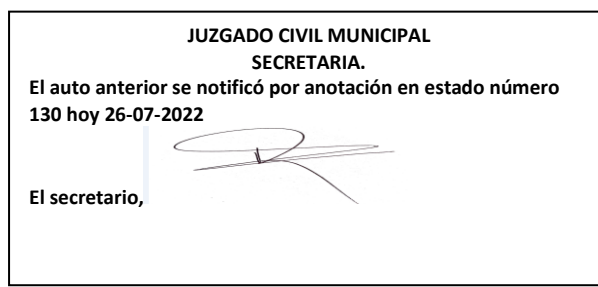 JUZGADO CIVIL MUNICIPAL
SECRETARIA.
El auto anterior se notificó por anotación en estado número
130 hoy 26-07-2022
El secretario,